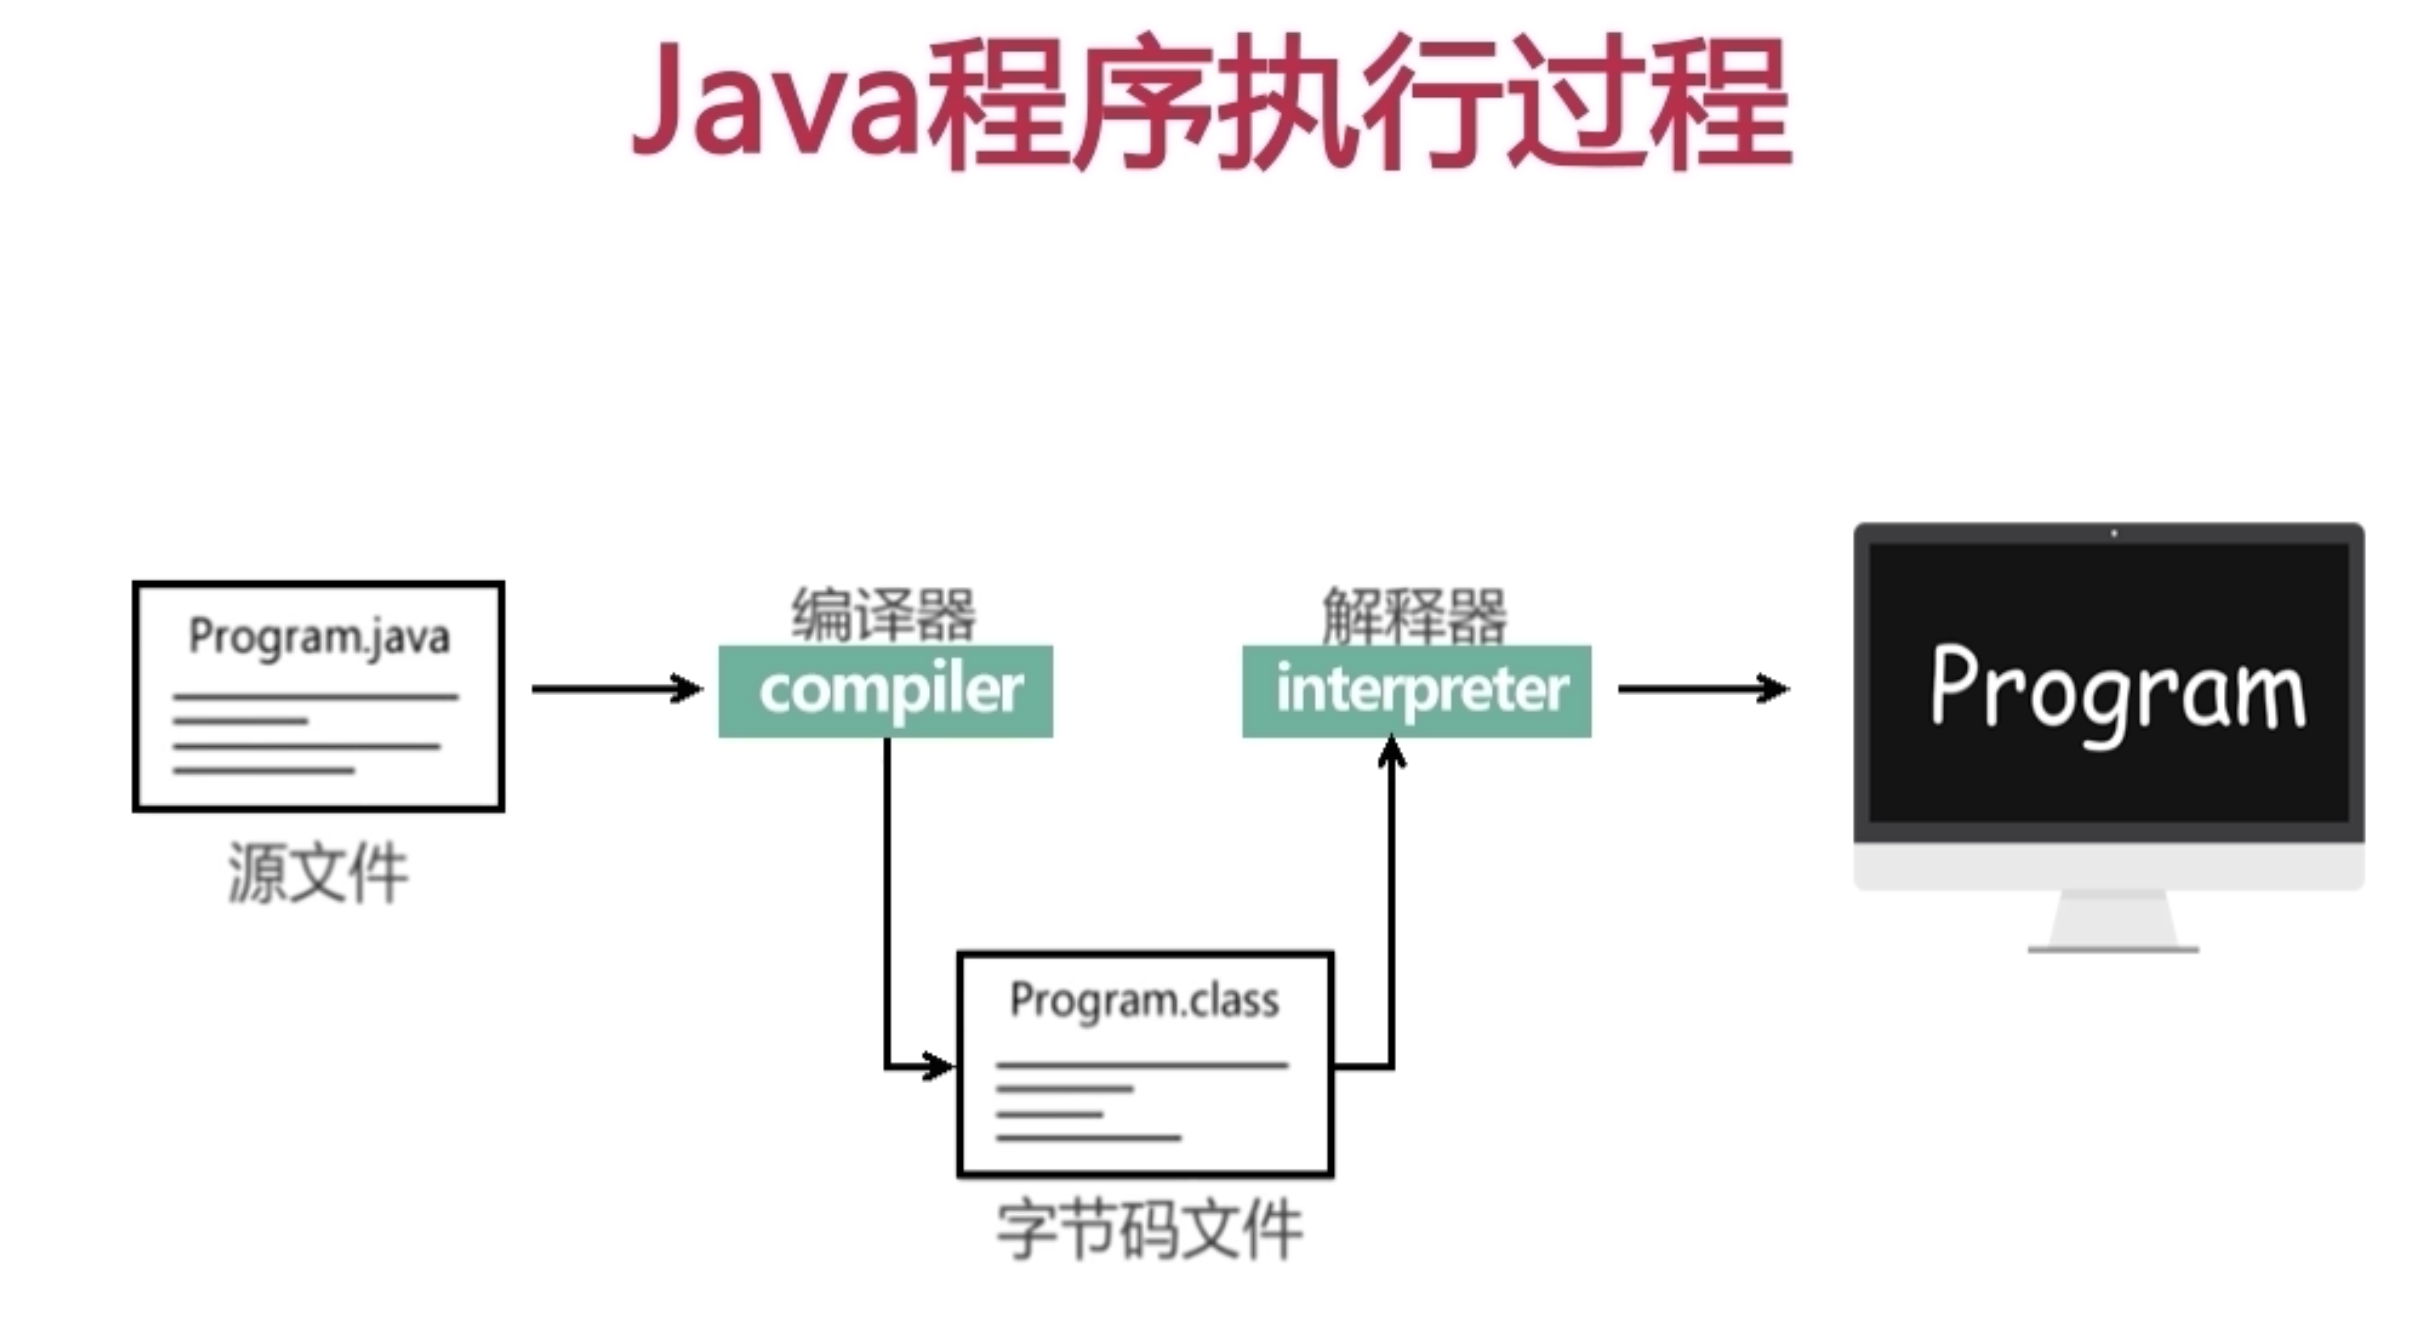 Java程序执行过程
Program.java
源文件
编译器
compiler
Program.class
字节码文件
解释器
interpreter
Program